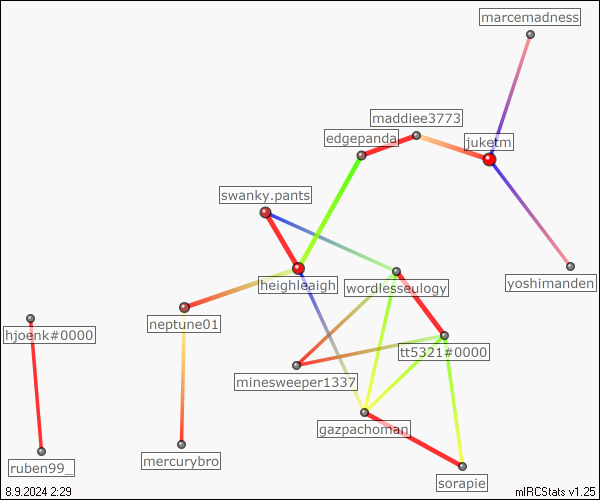 marcemadness
maddiee3773
edgepanda
juketm
swanky.pants
heighleaigh
wordlesseulogy
yoshimanden
neptune01
hjoenk#0000
tt5321#0000
minesweeper1337
gazpachoman
mercurybro
ruben99_
sorapie
8.9.2024 2:29
mIRCStats v1.25